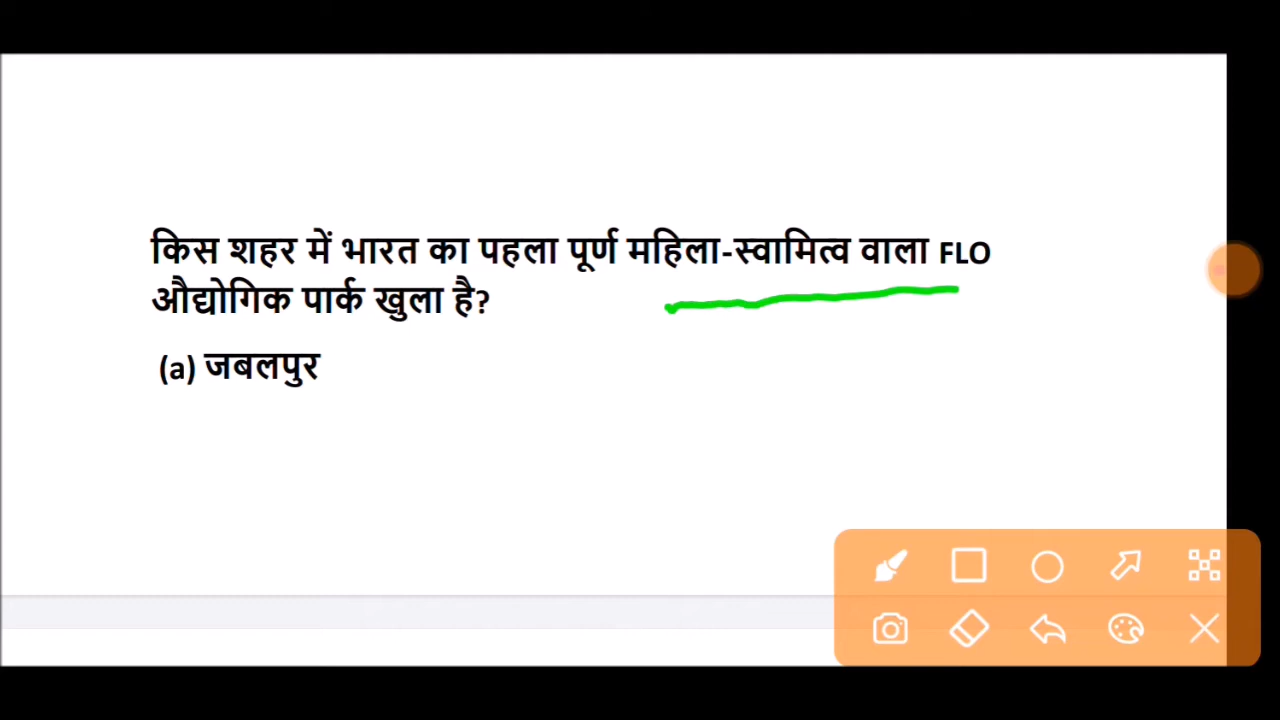 किस शहर में भारत का पहला पूर्ण महिला-स्वामित्व वाला FLO
औद्योगिक पार्क खुला है?
(a) जबलपुर